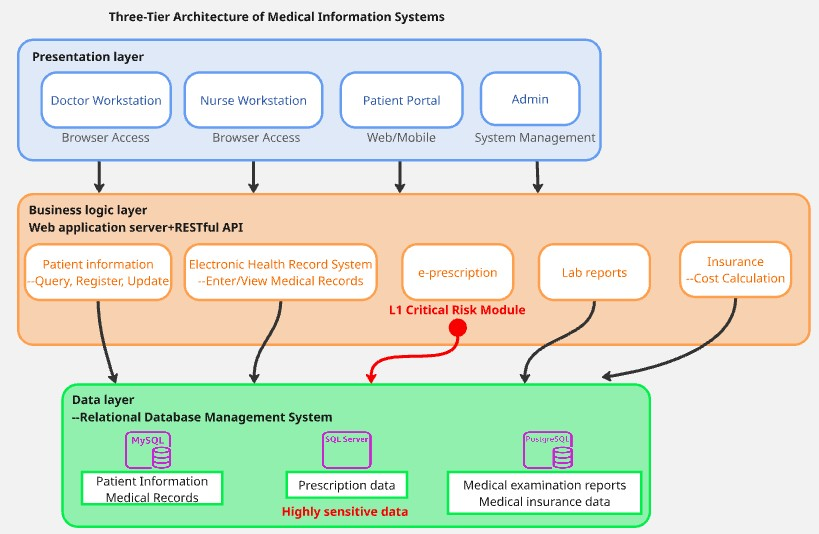 Three-Tier Architecture of Medical Information Systems
Presentation layer
Doctor Workstation
Nurse Workstation
Patient Portal
Admin
Browser Access
Browser Access
Web/Mobile
System Management
Business logic layer
Web application server+RESTful API
Patient information
--Query, Register, Update
Electronic Health Record System
--Enter/View Medical Records
e-prescription
Lab reports
Insurance
--Cost Calculation
L1 Critical Risk Module
Data layer
--Relational Database Management System
MySQL
SQL Server
PostgreSQL
Patient Information
Medical Records
Prescription data
Medical examination reports
Medical insurance data
Highly sensitive data